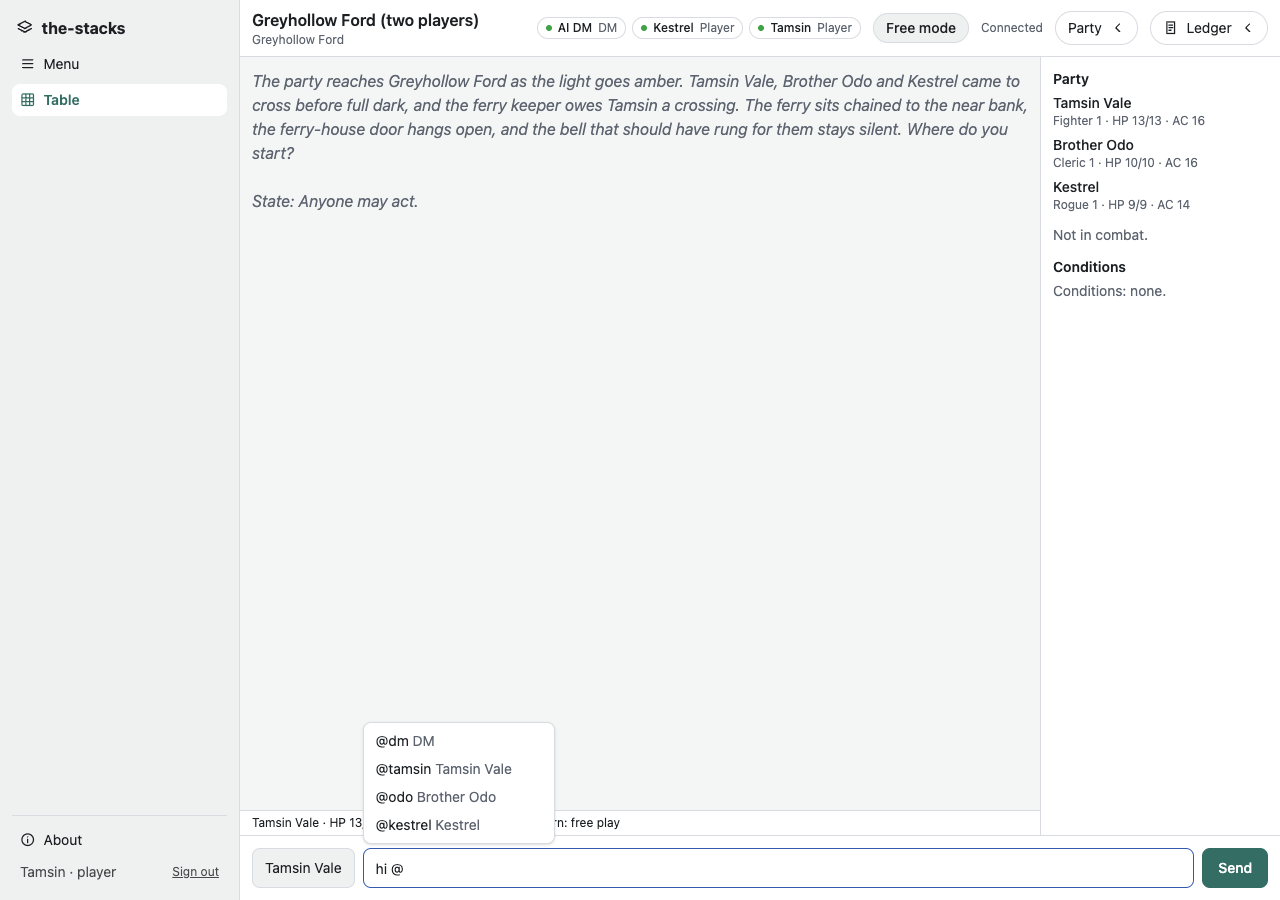 the-stacks
Menu
Table
About
Tamsin · player
Sign out
Greyhollow Ford (two players)
Greyhollow Ford
AI DM DM
Kestrel Player
Tamsin Player
Free mode
Connected
Party
Ledger
The party reaches Greyhollow Ford as the light goes amber. Tamsin Vale, Brother Odo and Kestrel came to
cross before full dark, and the ferry keeper owes Tamsin a crossing. The ferry sits chained to the near bank,
the ferry-house door hangs open, and the bell that should have rung for them stays silent. Where do you
start?
State: Anyone may act.
Party
Tamsin Vale
Fighter 1 · HP 13/13 · AC 16
Brother Odo
Cleric 1 · HP 10/10 · AC 16
Kestrel
Rogue 1 · HP 9/9 · AC 14
Not in combat.
Conditions
Conditions: none.
@dm DM
@tamsin Tamsin Vale
@odo Brother Odo
@kestrel Kestrel
Tamsin Vale · HP 13 free play
Tamsin Vale
hi @
Send